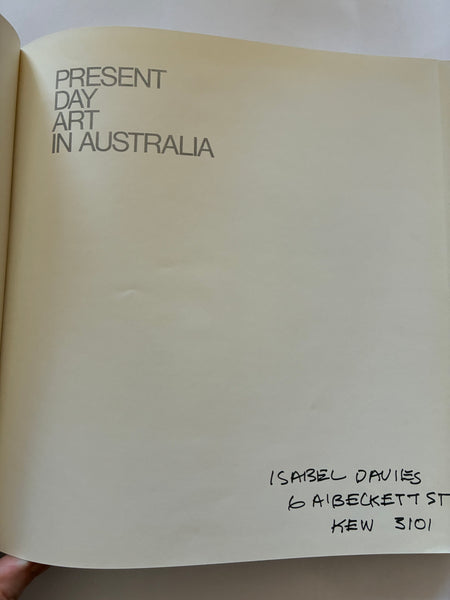 PRESENT
DAY
ART
IN AUSTRALIA
ISABEL DAVIES
6 A'BECKETT ST
KEW 3101